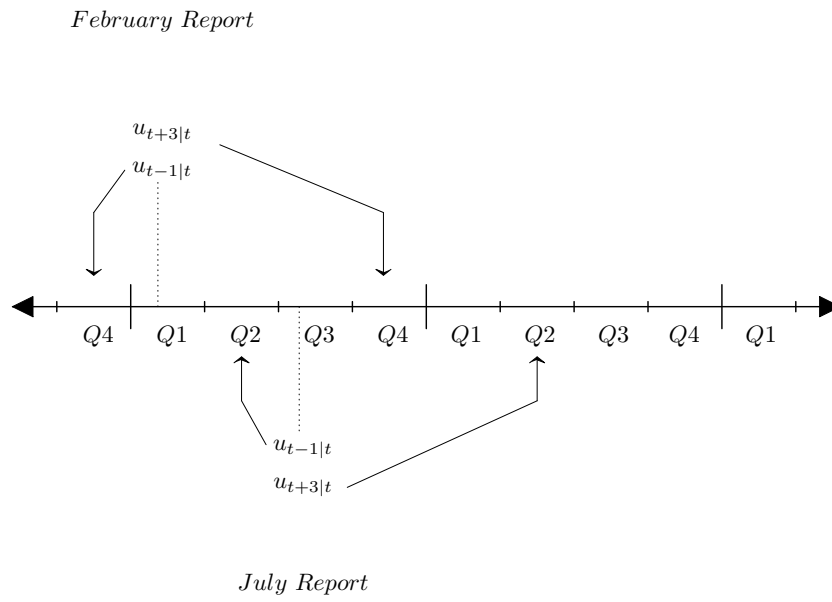 February Report
u_{t+3|t}
u_{t−1|t}
Q4 Q1 Q2 Q3 Q4 Q1 Q2 Q3 Q4 Q1
u_{t−1|t}
u_{t+3|t}
July Report